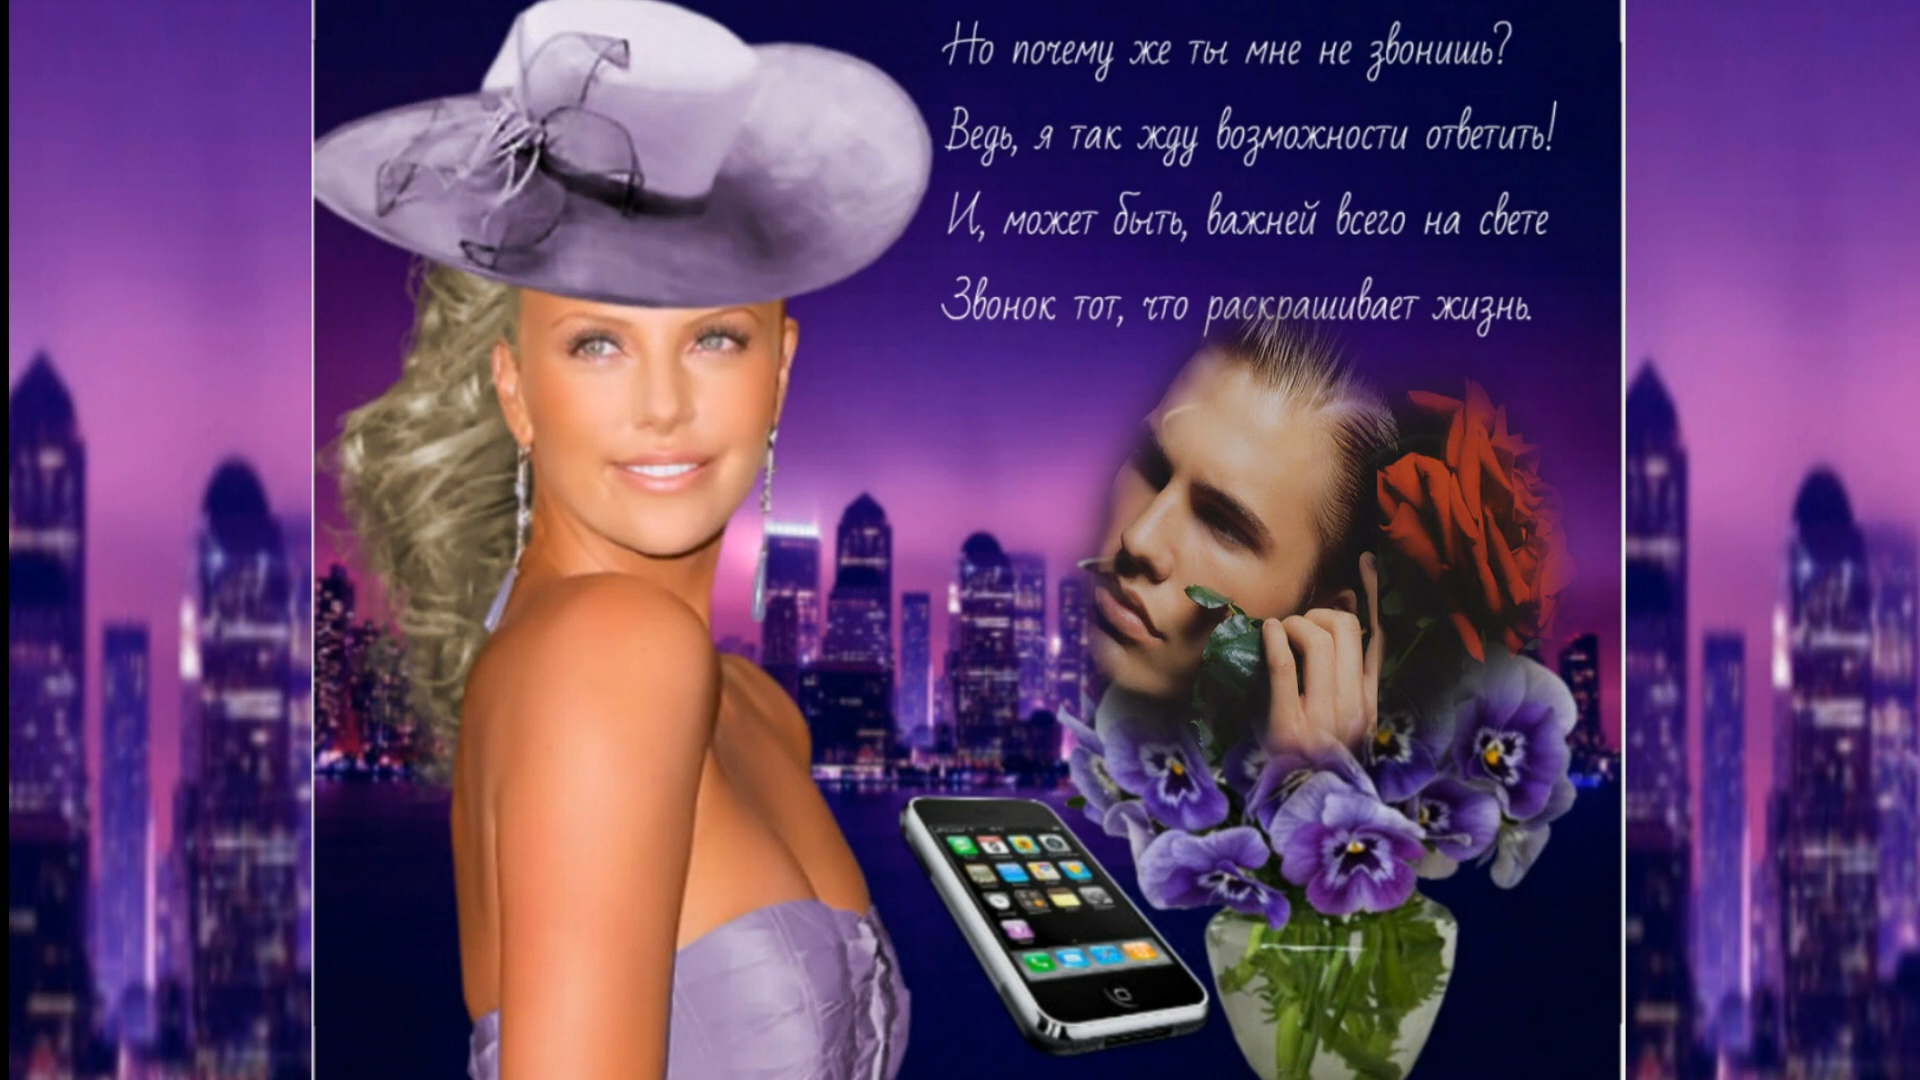 Но почему же ты мне не звонишь?
Ведь, я так жду возможности ответить!
И, может быть, важней всего на свете
Звонок тот, что раскрашивает жизнь.